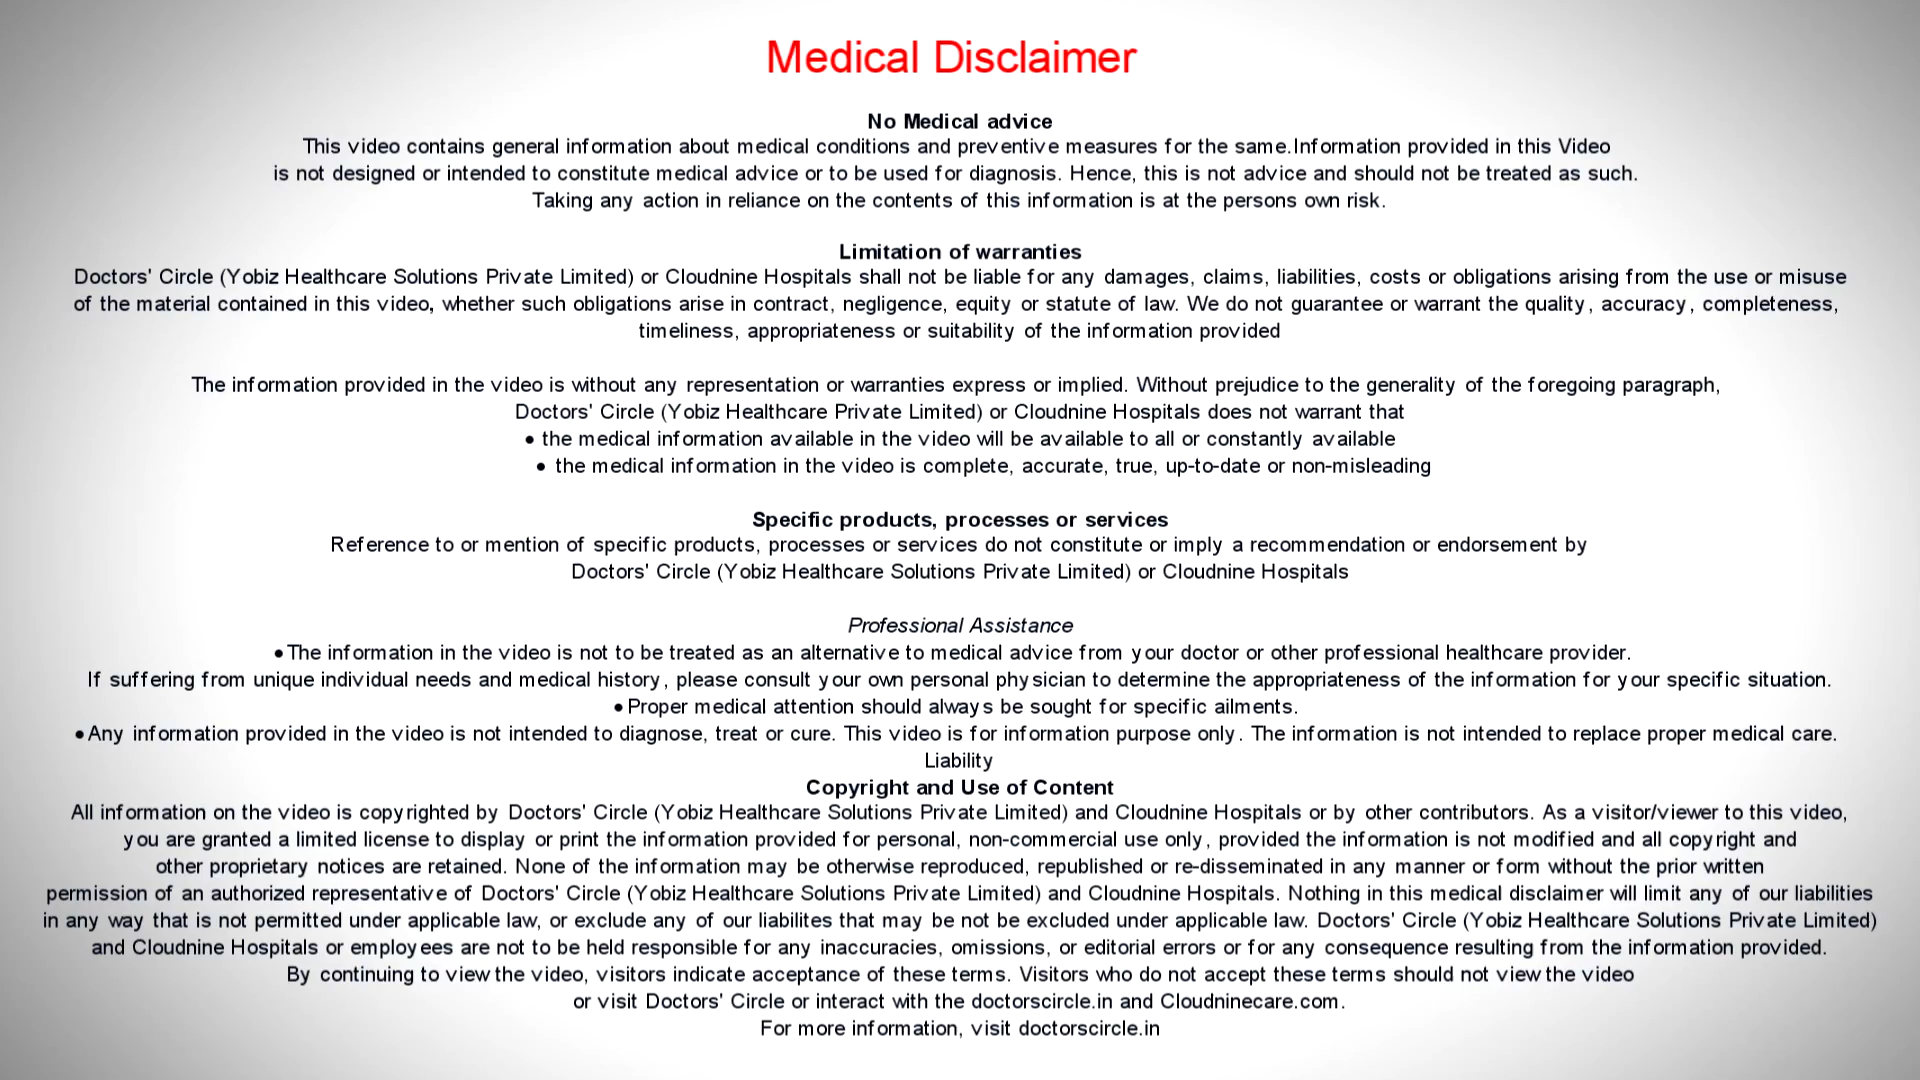 Medical Disclaimer
No Medical advice
This video contains general information about medical conditions and preventive measures for the same.Information provided in this Video
is not designed or intended to constitute medical advice or to be used for diagnosis. Hence, this is not advice and should not be treated as such.
Taking any action in reliance on the contents of this information is at the persons own risk.
Limitation of warranties
Doctors' Circle (Yobiz Healthcare Solutions Private Limited) or Cloudnine Hospitals shall not be liable for any damages, claims, liabilities, costs or obligations arising from the use or misuse
of the material contained in this video, whether such obligations arise in contract, negligence, equity or statute of law. We do not guarantee or warrant the quality, accuracy, completeness,
timeliness, appropriateness or suitability of the information provided
The information provided in the video is without any representation or warranties express or implied. Without prejudice to the generality of the foregoing paragraph,
Doctors' Circle (Yobiz Healthcare Private Limited) or Cloudnine Hospitals does not warrant that
• the medical information available in the video will be available to all or constantly available
• the medical information in the video is complete, accurate, true, up-to-date or non-misleading
Specific products, processes or services
Reference to or mention of specific products, processes or services do not constitute or imply a recommendation or endorsement by
Doctors' Circle (Yobiz Healthcare Solutions Private Limited) or Cloudnine Hospitals
Professional Assistance
•The information in the video is not to be treated as an alternative to medical advice from your doctor or other professional healthcare provider.
If suffering from unique individual needs and medical history, please consult your own personal physician to determine the appropriateness of the information for your specific situation.
•Proper medical attention should always be sought for specific ailments.
•Any information provided in the video is not intended to diagnose, treat or cure. This video is for information purpose only. The information is not intended to replace proper medical care.
Liability
Copyright and Use of Content
All information on the video is copyrighted by Doctors' Circle (Yobiz Healthcare Solutions Private Limited) and Cloudnine Hospitals or by other contributors. As a visitor/viewer to this video,
you are granted a limited license to display or print the information provided for personal, non-commercial use only, provided the information is not modified and all copyright and
other proprietary notices are retained. None of the information may be otherwise reproduced, republished or re-disseminated in any manner or form without the prior written
permission of an authorized representative of Doctors' Circle (Yobiz Healthcare Solutions Private Limited) and Cloudnine Hospitals. Nothing in this medical disclaimer will limit any of our liabilities
in any way that is not permitted under applicable law, or exclude any of our liabilites that may be not be excluded under applicable law. Doctors' Circle (Yobiz Healthcare Solutions Private Limited)
and Cloudnine Hospitals or employees are not to be held responsible for any inaccuracies, omissions, or editorial errors or for any consequence resulting from the information provided.
By continuing to view the video, visitors indicate acceptance of these terms. Visitors who do not accept these terms should not view the video
or visit Doctors' Circle or interact with the doctorscircle.in and Cloudninecare.com.
For more information, visit doctorscircle.in